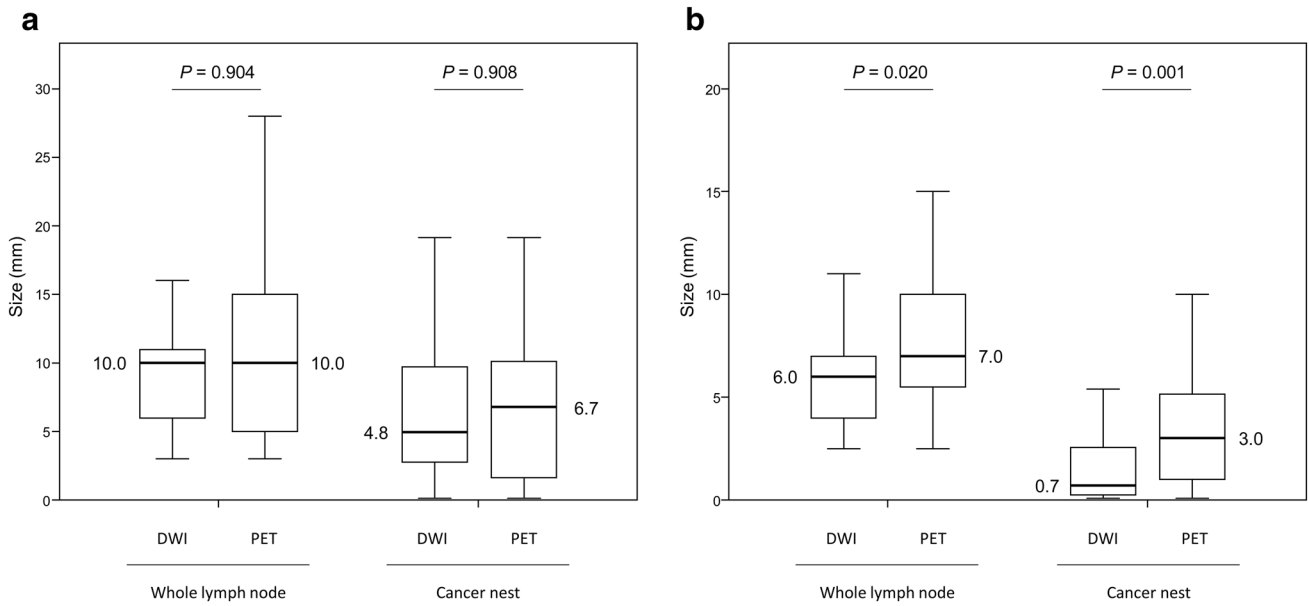 a
P = 0.904
P = 0.908
Size (mm)
30
25
20
15
10
5
0
10.0
10.0
4.8
6.7
DWI PET DWI PET
Whole lymph node Cancer nest
b
P = 0.020
P = 0.001
Size (mm)
20
15
10
5
0
6.0
7.0
0.7
3.0
DWI PET DWI PET
Whole lymph node Cancer nest